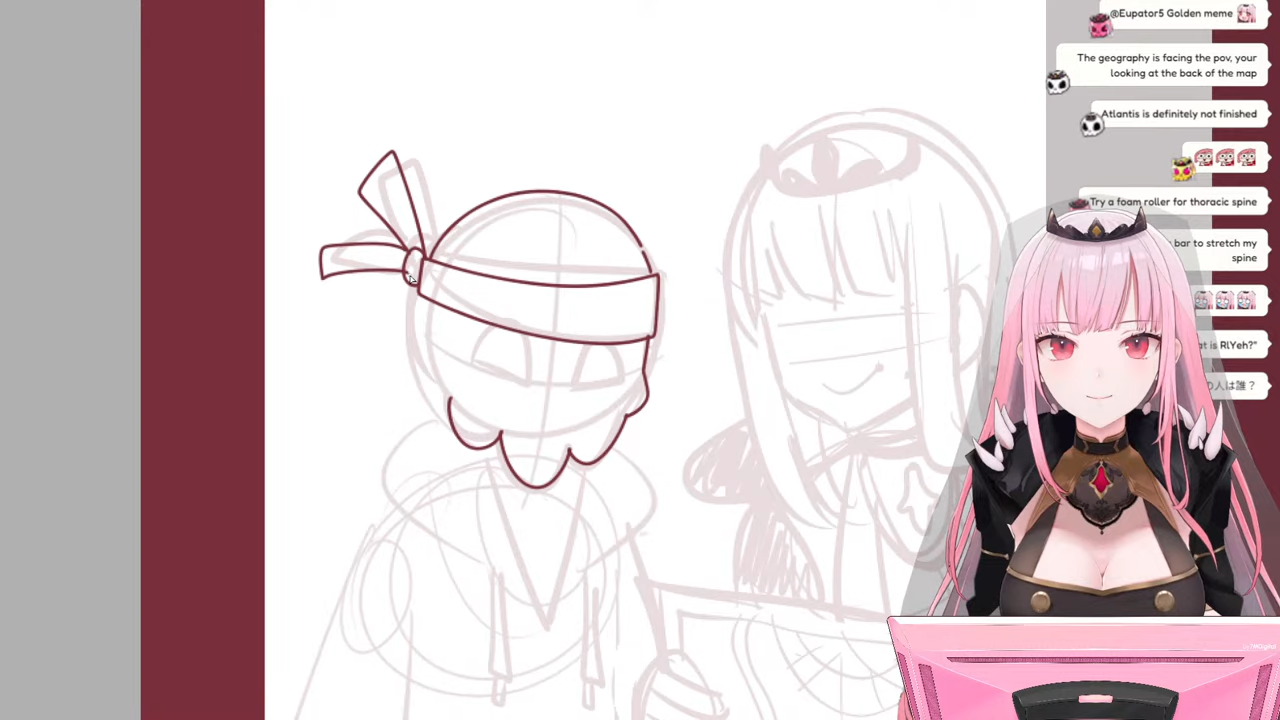 @Eupator5 Golden meme
The geography is facing the pov, your
looking at the back of the map
Atlantis is definitely not finished
Try a foam roller for thoracic spine
bar to stretch my
spine
is RlYeh?"
の人は誰？